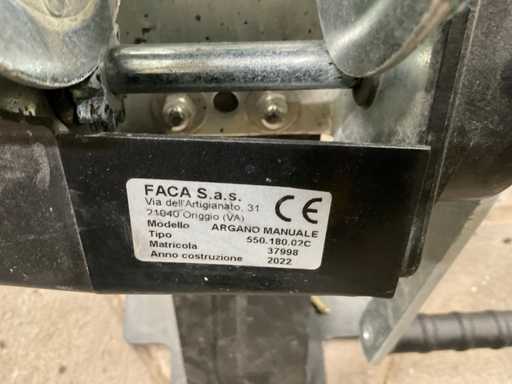 FACA S.a.s.
Via dell'Artigianato, 31
21040 Origgio (VA)
CE
Modello ARGANO MANUALE
Tipo 550.180.02C
Matricola 37998
Anno costruzione 2022